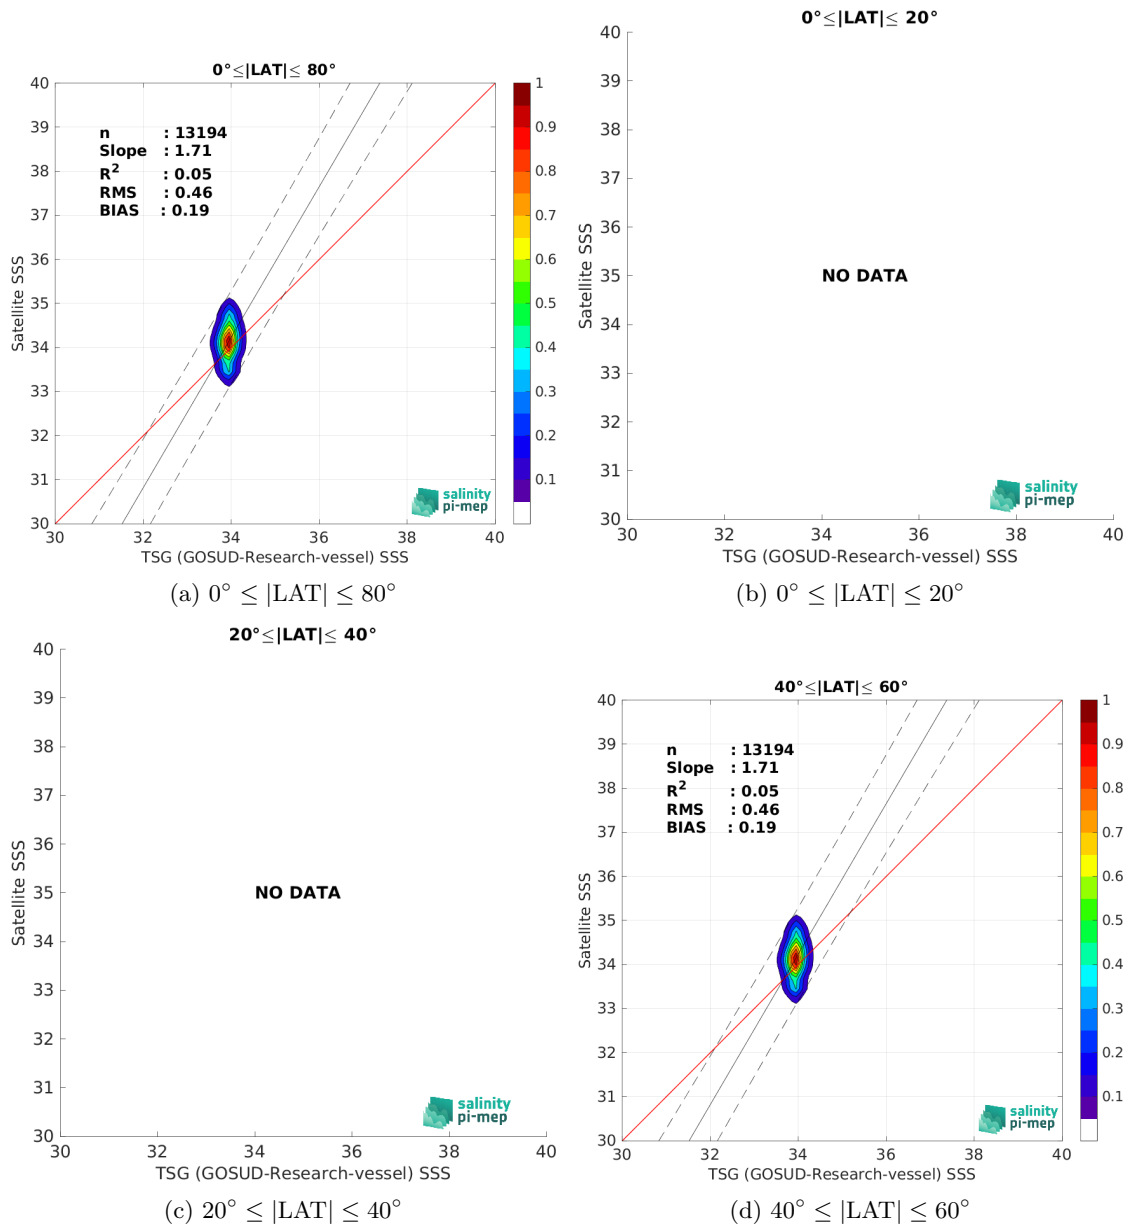 0°≤|LAT|≤ 80°
40
39
38
37
36
35
34
33
32
31
30
Satellite SSS
n : 13194
Slope : 1.71
R² : 0.05
RMS : 0.46
BIAS : 0.19
salinity
pi-mep
30 32 34 36 38 40
TSG (GOSUD-Research-vessel) SSS
1
0.9
0.8
0.7
0.6
0.5
0.4
0.3
0.2
0.1
(a) 0° ≤ |LAT| ≤ 80°
0°≤|LAT|≤ 20°
40
39
38
37
36
35
34
33
32
31
30
Satellite SSS
NO DATA
salinity
pi-mep
30 32 34 36 38 40
TSG (GOSUD-Research-vessel) SSS
(b) 0° ≤ |LAT| ≤ 20°
20°≤|LAT|≤ 40°
40
39
38
37
36
35
34
33
32
31
30
Satellite SSS
NO DATA
salinity
pi-mep
30 32 34 36 38 40
TSG (GOSUD-Research-vessel) SSS
(c) 20° ≤ |LAT| ≤ 40°
40°≤|LAT|≤ 60°
40
39
38
37
36
35
34
33
32
31
30
Satellite SSS
n : 13194
Slope : 1.71
R² : 0.05
RMS : 0.46
BIAS : 0.19
salinity
pi-mep
30 32 34 36 38 40
TSG (GOSUD-Research-vessel) SSS
1
0.9
0.8
0.7
0.6
0.5
0.4
0.3
0.2
0.1
(d) 40° ≤ |LAT| ≤ 60°